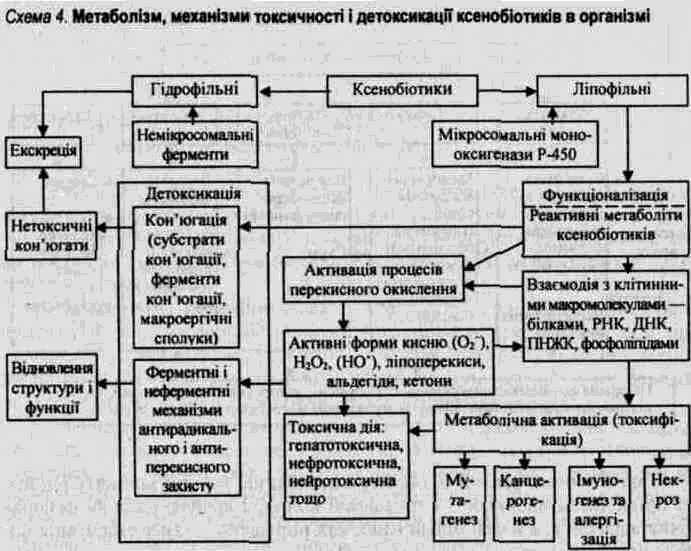 Схема 4. Метаболізм, механізми токсичності і детоксикації ксенобіотиків в організмі
Гідрофільні
Ксенобіотики
Ліпофільні
Екскреція
Немікросомальні
ферменти
Мікросомальні моно-
оксигенази Р-450
Детоксикація
Функціоналізація
Реактивні метаболіти
ксенобіотиків
Нетоксичні
кон’югати
Кон’югація
(субстрати
кон’югації,
ферменти
кон’югації,
макроергічні
сполуки)
Активація процесів
перекисного окислення
Взаємодія з клітинни-
ми макромолекулами –
білками, РНК, ДНК,
ПНЖК, фосфоліпідами
Активні форми кисню (O₂⁻),
H₂O₂, (HO˙), ліпоперекиси,
альдегіди, кетони
Відновлення
структури і
функції
Ферментні і
неферментні
механізми
антирадикаль-
ного і анти-
перекисного
захисту
Токсична дія:
гепатотоксична,
нефротоксична,
нейротоксична
тощо
Метаболічна активація (токсифі-
кація)
Му-
та-
генез
Канце-
роге-
нез
Імуно-
генез та
алергі-
зація
Нек-
роз